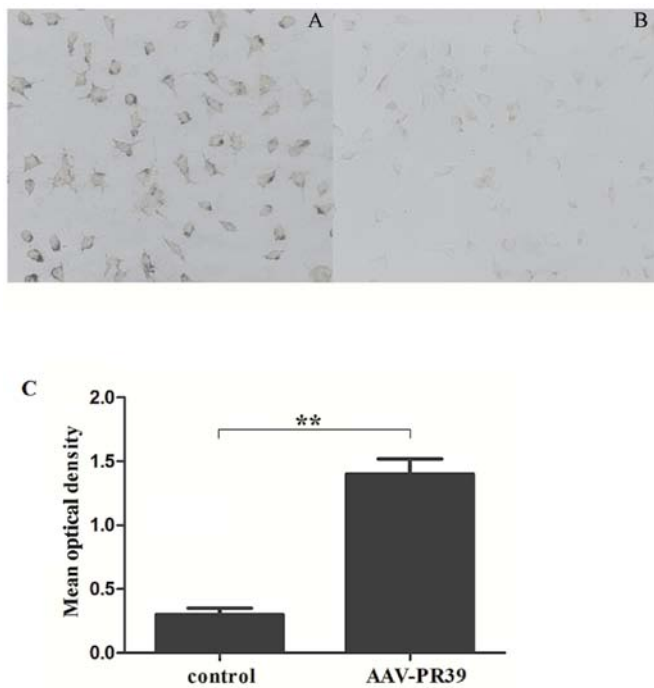 A
B
C
Mean optical density
2.0
1.5
1.0
0.5
0.0
**
control
AAV-PR39